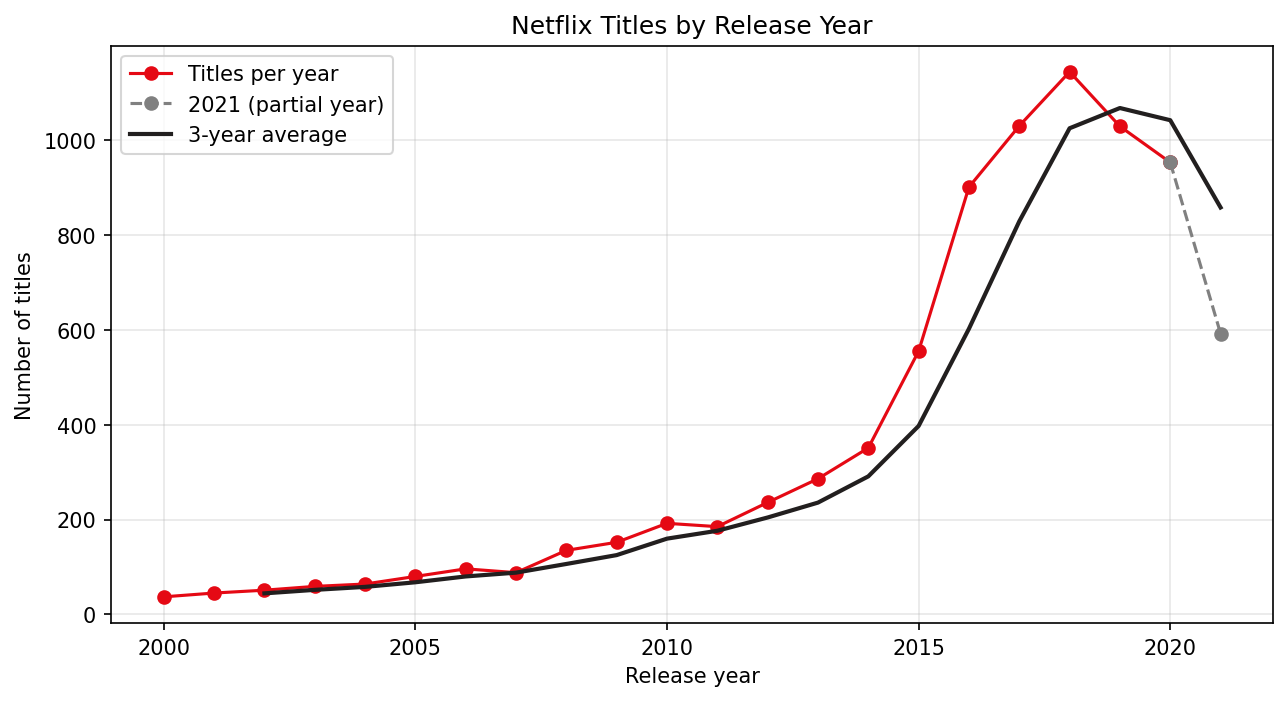 Netflix Titles by Release Year
Titles per year
2021 (partial year)
3-year average
1000
800
600
400
200
0
Number of titles
2000
2005
2010
2015
2020
Release year